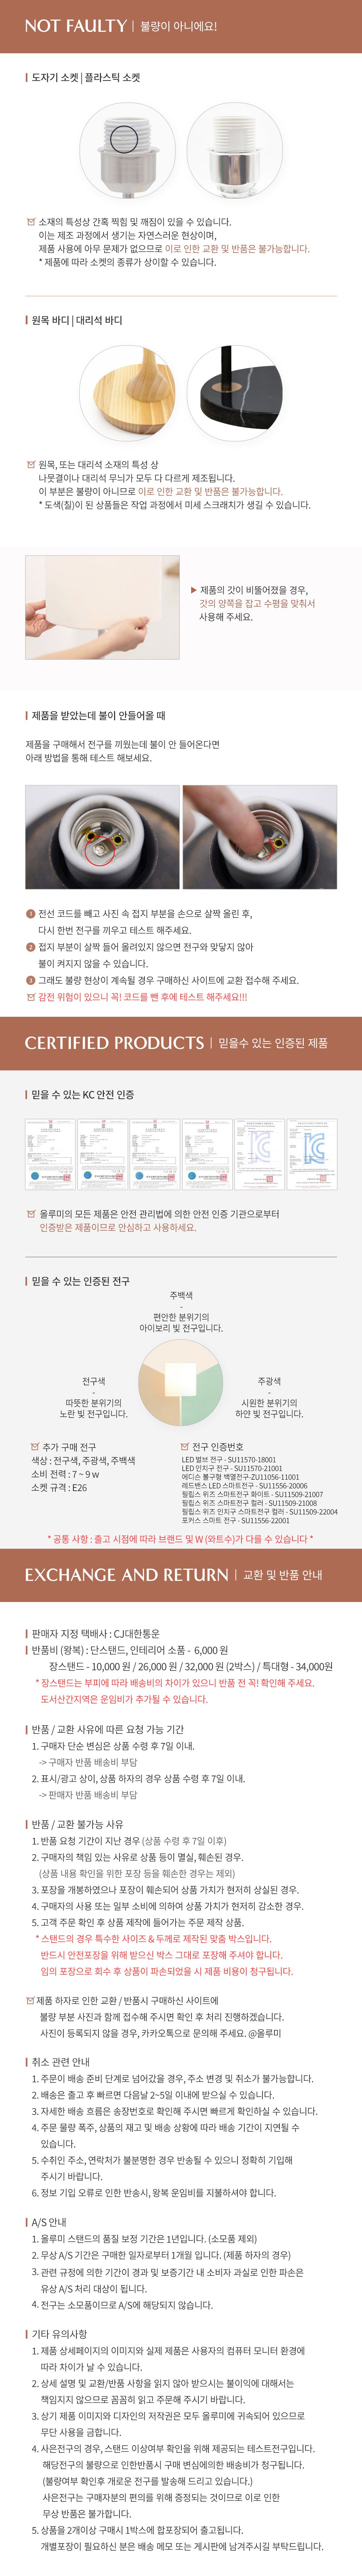 NOT FAULTY | 불량이 아니에요!
도자기 소켓 | 플라스틱 소켓
소재의 특성상 간혹 찍힘 및 깨짐이 있을 수 있습니다.
이는 제조 과정에서 생기는 자연스러운 현상이며,
제품 사용에 아무 문제가 없으므로 이로 인한 교환 및 반품은 불가능합니다.
* 제품에 따라 소켓의 종류가 상이할 수 있습니다.
원목 바디 | 대리석 바디
원목, 또는 대리석 소재의 특성 상
나뭇결이나 대리석 무늬가 모두 다 다르게 제조됩니다.
이 부분은 불량이 아니므로 이로 인한 교환 및 반품은 불가능합니다.
* 도색(칠)이 된 상품들은 작업 과정에서 미세 스크래치가 생길 수 있습니다.
▶ 제품의 갓이 비뚤어졌을 경우,
갓의 양쪽을 잡고 수평을 맞춰서
사용해 주세요.
제품을 받았는데 불이 안들어올 때
제품을 구매해서 전구를 끼웠는데 불이 안 들어온다면
아래 방법을 통해 테스트 해보세요.
1 전선 코드를 빼고 사진 속 접지 부분을 손으로 살짝 올린 후,
다시 한번 전구를 끼우고 테스트 해주세요.
2 접지 부분이 살짝 들어 올려있지 않으면 전구와 맞닿지 않아
불이 켜지지 않을 수 있습니다.
3 그래도 불량 현상이 계속될 경우 구매하신 사이트에 교환 접수해 주세요.
감전 위험이 있으니 꼭! 코드를 뺀 후에 테스트 해주세요!!!
CERTIFIED PRODUCTS | 믿을수 있는 인증된 제품
믿을 수 있는 KC 안전 인증
올루미의 모든 제품은 안전 관리법에 의한 안전 인증 기관으로부터
인증받은 제품이므로 안심하고 사용하세요.
믿을 수 있는 인증된 전구
주백색
-
편안한 분위기의
아이보리 빛 전구입니다.
전구색
-
따뜻한 분위기의
노란 빛 전구입니다.
주광색
-
시원한 분위기의
하얀 빛 전구입니다.
추가 구매 전구
색상 : 전구색, 주광색, 주백색
소비 전력 : 7 ~ 9 w
소켓 규격 : E26
전구 인증번호
LED 벌브 전구 - SU11570-18001
LED 인치구 전구 - SU11570-21001
에디슨 볼구형 백열전구-ZU11056-11001
레드밴스 LED 스마트전구 - SU11556-20006
필립스 위즈 스마트전구 화이트 - SU11509-21007
필립스 위즈 스마트전구 컬러 - SU11509-21008
필립스 위즈 인치구 스마트전구 컬러 - SU11509-22004
포커스 스마트 전구 - SU11556-22001
* 공통 사항 : 출고 시점에 따라 브랜드 및 W (와트수)가 다를 수 있습니다 *
EXCHANGE AND RETURN | 교환 및 반품 안내
판매자 지정 택배사 : CJ대한통운
반품비 (왕복) : 단스탠드, 인테리어 소품 - 6,000 원
장스탠드 - 10,000 원 / 26,000 원 / 32,000 원 (2박스) / 특대형 - 34,000원
* 장스탠드는 부피에 따라 배송비의 차이가 있으니 반품 전 꼭! 확인해 주세요.
도서산간지역은 운임비가 추가될 수 있습니다.
반품 / 교환 사유에 따른 요청 가능 기간
1. 구매자 단순 변심은 상품 수령 후 7일 이내.
-> 구매자 반품 배송비 부담
2. 표시/광고 상이, 상품 하자의 경우 상품 수령 후 7일 이내.
-> 판매자 반품 배송비 부담
반품 / 교환 불가능 사유
1. 반품 요청 기간이 지난 경우 (상품 수령 후 7일 이후)
2. 구매자의 책임 있는 사유로 상품 등이 멸실, 훼손된 경우.
(상품 내용 확인을 위한 포장 등을 훼손한 경우는 제외)
3. 포장을 개봉하였으나 포장이 훼손되어 상품 가치가 현저히 상실된 경우.
4. 구매자의 사용 또는 일부 소비에 의하여 상품 가치가 현저히 감소한 경우.
5. 고객 주문 확인 후 상품 제작에 들어가는 주문 제작 상품.
* 스탠드의 경우 특수한 사이즈 & 두께로 제작된 맞춤 박스입니다.
반드시 안전포장을 위해 받으신 박스 그대로 포장해 주셔야 합니다.
임의 포장으로 회수 후 상품이 파손되었을 시 제품 비용이 청구됩니다.
제품 하자로 인한 교환 / 반품시 구매하신 사이트에
불량 부분 사진과 함께 접수해 주시면 확인 후 처리 진행하겠습니다.
사진이 등록되지 않을 경우, 카카오톡으로 문의해 주세요. @올루미
취소 관련 안내
1. 주문이 배송 준비 단계로 넘어갔을 경우, 주소 변경 및 취소가 불가능합니다.
2. 배송은 출고 후 빠르면 다음날 2~5일 이내에 받으실 수 있습니다.
3. 자세한 배송 흐름은 송장번호로 확인해 주시면 빠르게 확인하실 수 있습니다.
4. 주문 물량 폭주, 상품의 재고 및 배송 상황에 따라 배송 기간이 지연될 수
있습니다.
5. 수취인 주소, 연락처가 불분명한 경우 반송될 수 있으니 정확히 기입해
주시기 바랍니다.
6. 정보 기입 오류로 인한 반송시, 왕복 운임비를 지불하셔야 합니다.
A/S 안내
1. 올루미 스탠드의 품질 보정 기간은 1년입니다. (소모품 제외)
2. 무상 A/S 기간은 구매한 일자로부터 1개월 입니다. (제품 하자의 경우)
3. 관련 규정에 의한 기간이 경과 및 보증기간 내 소비자 과실로 인한 파손은
유상 A/S 처리 대상이 됩니다.
4. 전구는 소모품이므로 A/S에 해당되지 않습니다.
기타 유의사항
1. 제품 상세페이지의 이미지와 실제 제품은 사용자의 컴퓨터 모니터 환경에
따라 차이가 날 수 있습니다.
2. 상세 설명 및 교환/반품 사항을 읽지 않아 받으시는 불이익에 대해서는
책임지지 않으므로 꼼꼼히 읽고 주문해 주시기 바랍니다.
3. 상기 제품 이미지와 디자인의 저작권은 모두 올루미에 귀속되어 있으므로
무단 사용을 금합니다.
4. 사은전구의 경우, 스탠드 이상여부 확인을 위해 제공되는 테스트전구입니다.
해당전구의 불량으로 인한반품시 구매 변심에의한 배송비가 청구됩니다.
(불량여부 확인후 개로운 전구를 발송해 드리고 있습니다.)
사은전구는 구매자분의 편의를 위해 증정되는 것이므로 이로 인한
무상 반품은 불가합니다.
5. 상품을 2개이상 구매시 1박스에 합포장되어 출고됩니다.
개별포장이 필요하신 분은 배송 메모 또는 게시판에 남겨주시길 부탁드립니다.